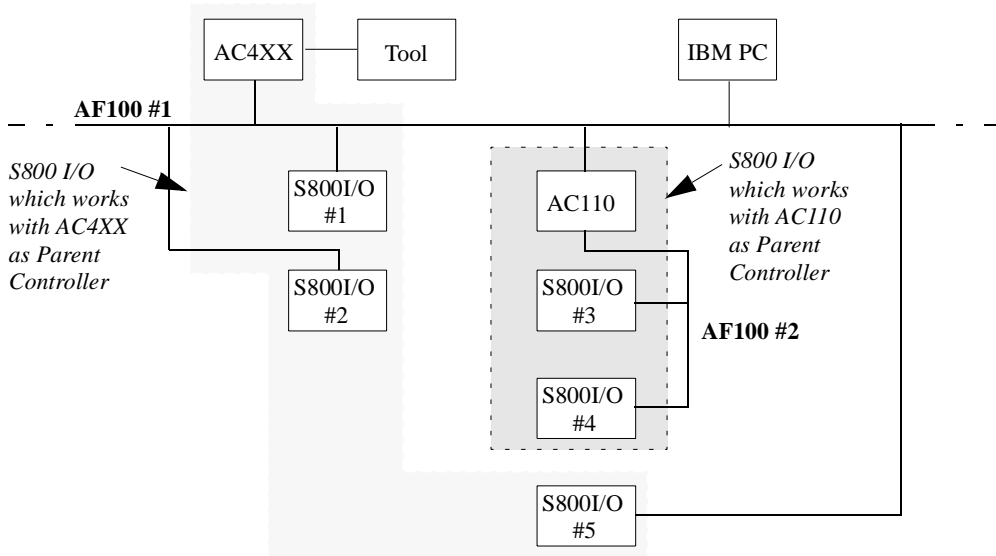 AC4XX
Tool
IBM PC
AF100 #1
S800 I/O
which works
with AC4XX
as Parent
Controller
S800I/O
#1
S800I/O
#2
AC110
S800I/O
#3
S800I/O
#4
S800 I/O
which works
with AC110
as Parent
Controller
AF100 #2
S800I/O
#5